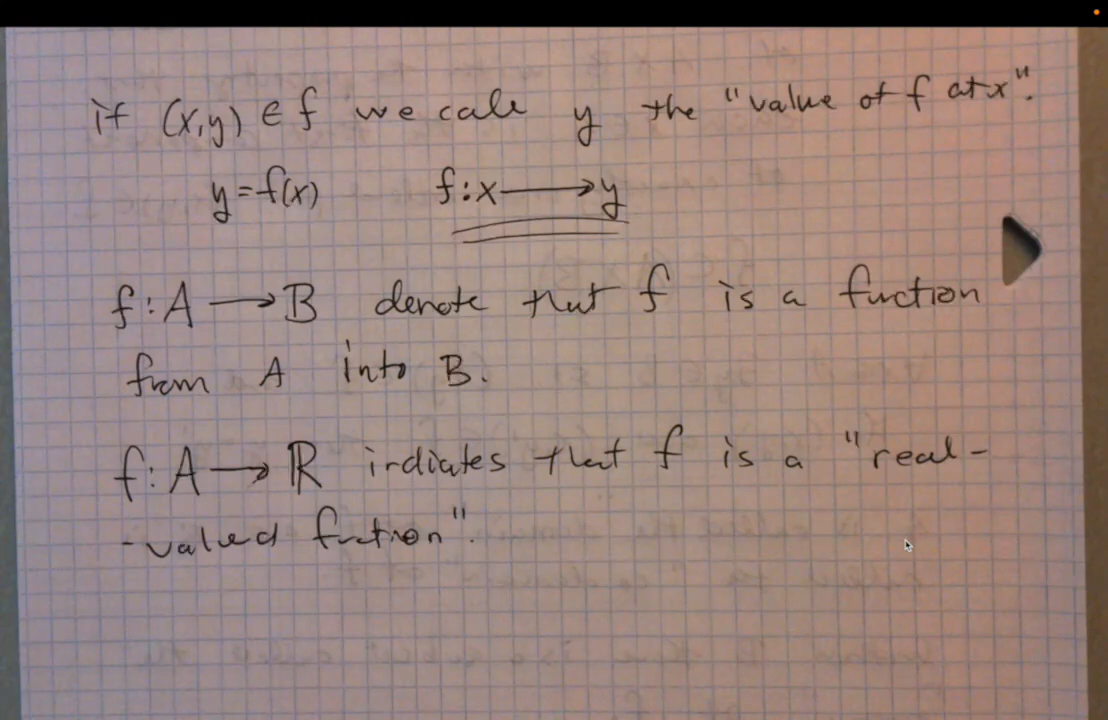 if (x,y) ∈ f we call y the "value of f at x".
y = f(x) f: x ⟶ y
f: A ⟶ B denote that f is a function
from A into B.
f: A ⟶ ℝ indicates that f is a "real-
-valued function".